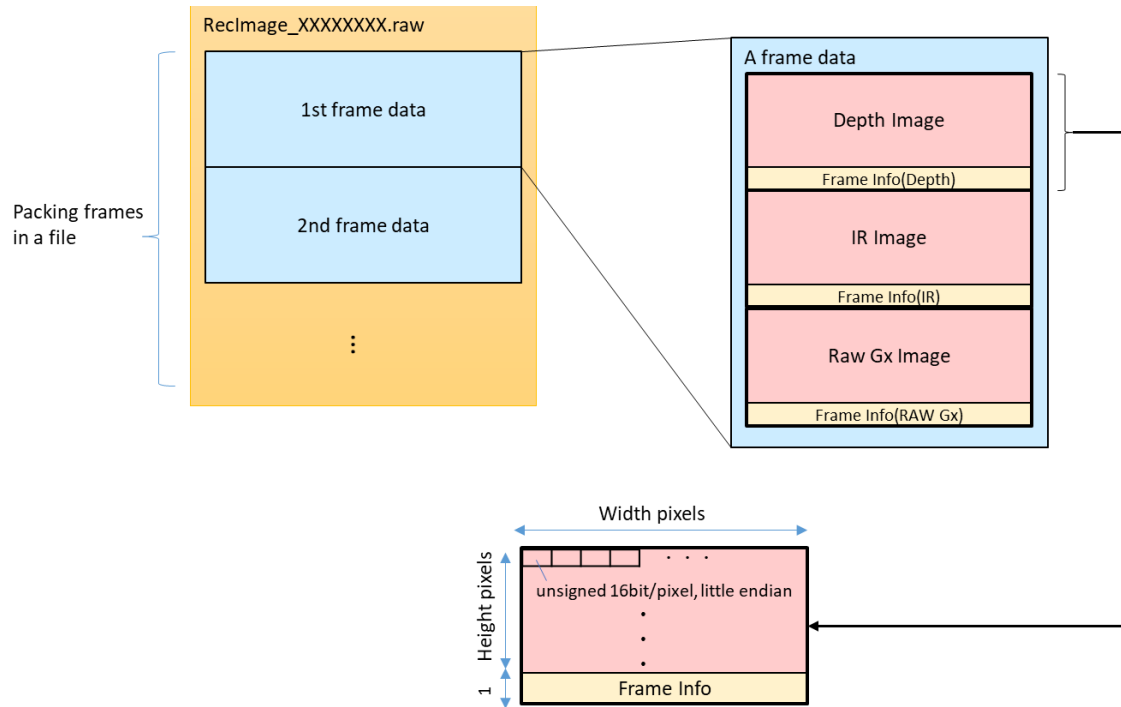 RecImage_XXXXXXXX.raw
1st frame data
2nd frame data
Packing frames
in a file
A frame data
Depth Image
Frame Info(Depth)
IR Image
Frame Info(IR)
Raw Gx Image
Frame Info(RAW Gx)
Width pixels
Height pixels
unsigned 16bit/pixel, little endian
1
Frame Info